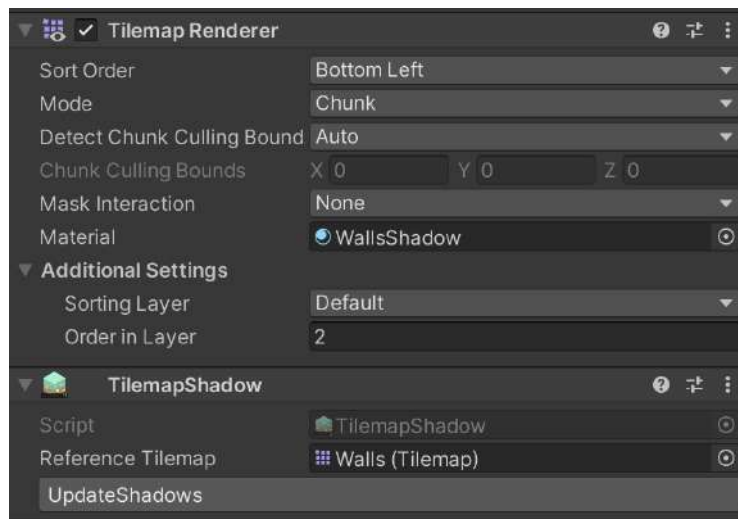 Tilemap Renderer
Sort Order Bottom Left
Mode Chunk
Detect Chunk Culling Bound Auto
Chunk Culling Bounds X 0 Y 0 Z 0
Mask Interaction None
Material WallsShadow
Additional Settings
Sorting Layer Default
Order in Layer 2
TilemapShadow
Script TilemapShadow
Reference Tilemap Walls (Tilemap)
UpdateShadows